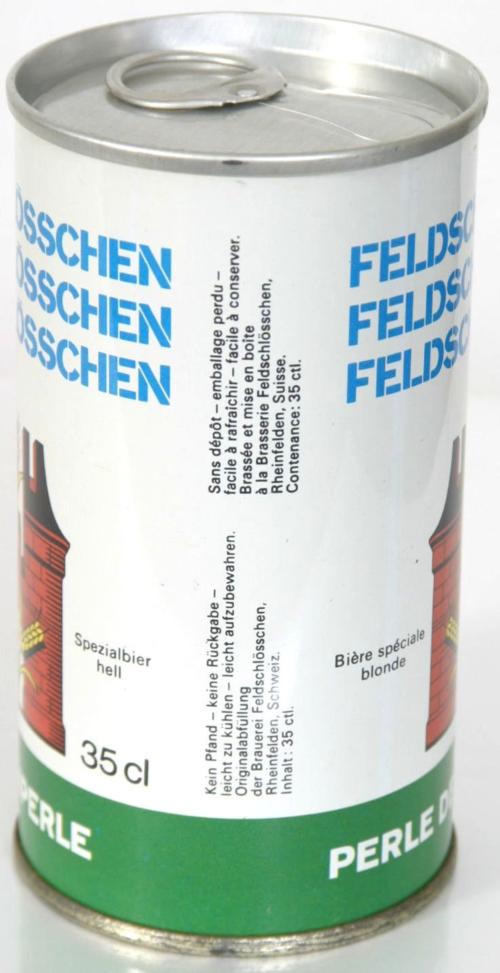 ÖSSCHEN
ÖSSCHEN
ÖSSCHEN
Spezialbier
hell
35 cl
PERLE
Sans dépôt – emballage perdu –
facile à rafraichir – facile à conserver.
Brassée et mise en boîte
à la Brasserie Feldschlösschen,
Rheinfelden, Suisse.
Contenance: 35 ctl.
Kein Pfand – keine Rückgabe –
leicht zu kühlen – leicht aufzubewahren.
Originalabfüllung
der Brauerei Feldschlösschen,
Rheinfelden, Schweiz.
Inhalt: 35 ctl.
FELDSC
FELDSC
FELDSC
Bière spéciale
blonde
PERLE D